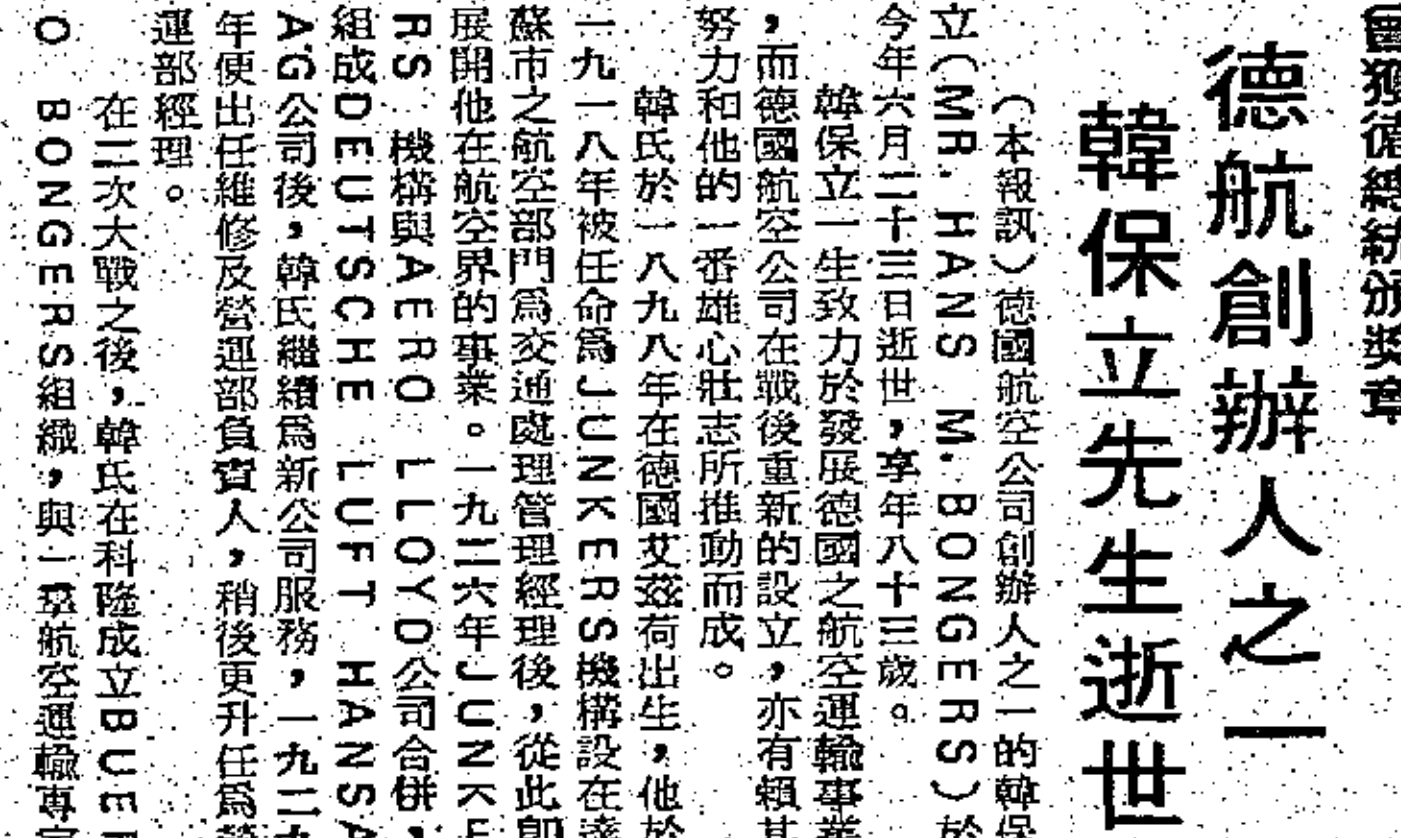 曾獲德總統頒獎章
德航創辦人之一
韓保立先生逝世
（本報訊）德國航空公司創辦人之一的韓保
立（MR. HANS M. BONGERS）於
今年六月二十三日逝世，享年八十三歲。
韓保立一生致力於發展德國之航空運輸事業
，而德國航空公司在戰後重新的設立，亦有賴其
努力和他的一番雄心壯志所推動而成。
韓氏於一八九八年在德國艾茲荷出生，他於
一九一八年被任命為JUNKERS機構設在達
蘇市之航空部門為交通處理管理經理後，從此即
展開他在航空界的事業。一九二六年JUNKE
RS 機構與AERO LLOYD公司合併，
組成DEUTSCHE LUFT HANSA
AG公司後，韓氏繼續為新公司服務，一九二九
年便出任維修及營運部負責人，稍後更升任為營
運部經理。
在二次大戰之後，韓氏在科隆成立BUER
O BONGERS組織，與一羣航空運輸專家